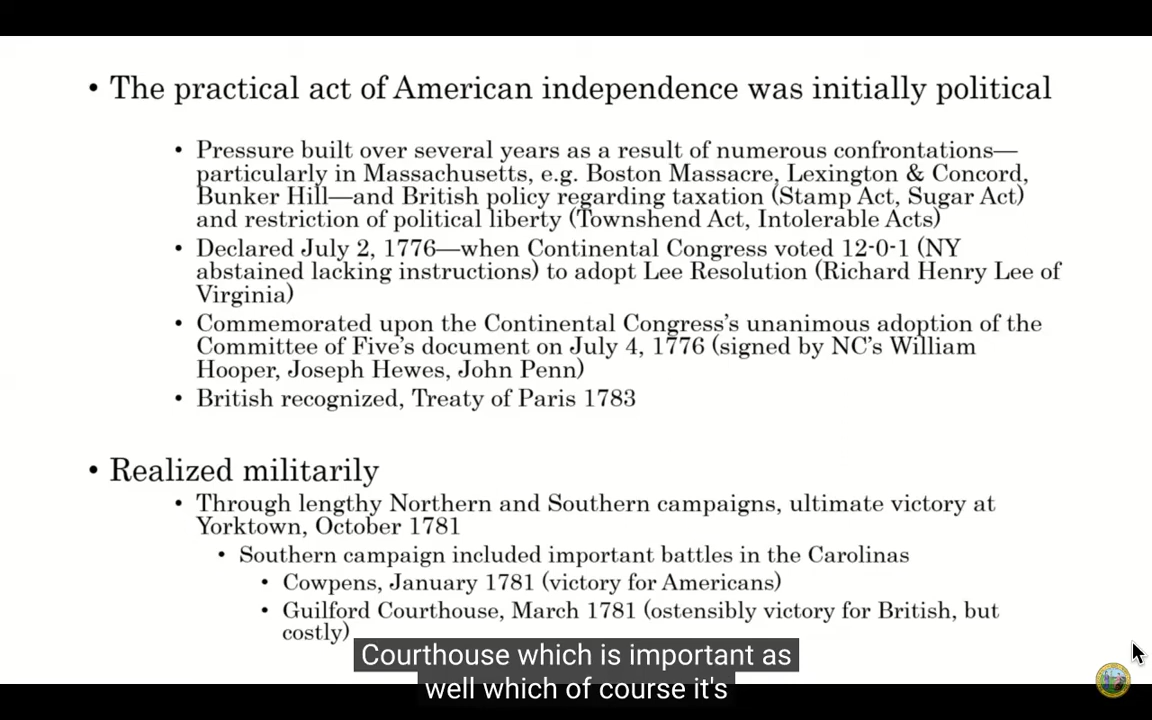 • The practical act of American independence was initially political
• Pressure built over several years as a result of numerous confrontations—
particularly in Massachusetts, e.g. Boston Massacre, Lexington & Concord,
Bunker Hill—and British policy regarding taxation (Stamp Act, Sugar Act)
and restriction of political liberty (Townshend Act, Intolerable Acts)
• Declared July 2, 1776—when Continental Congress voted 12-0-1 (NY
abstained lacking instructions) to adopt Lee Resolution (Richard Henry Lee of
Virginia)
• Commemorated upon the Continental Congress's unanimous adoption of the
Committee of Five's document on July 4, 1776 (signed by NC's William
Hooper, Joseph Hewes, John Penn)
• British recognized, Treaty of Paris 1783
• Realized militarily
• Through lengthy Northern and Southern campaigns, ultimate victory at
Yorktown, October 1781
• Southern campaign included important battles in the Carolinas
• Cowpens, January 1781 (victory for Americans)
• Guilford Courthouse, March 1781 (ostensibly victory for British, but
costly)
Courthouse which is important as
well which of course it's